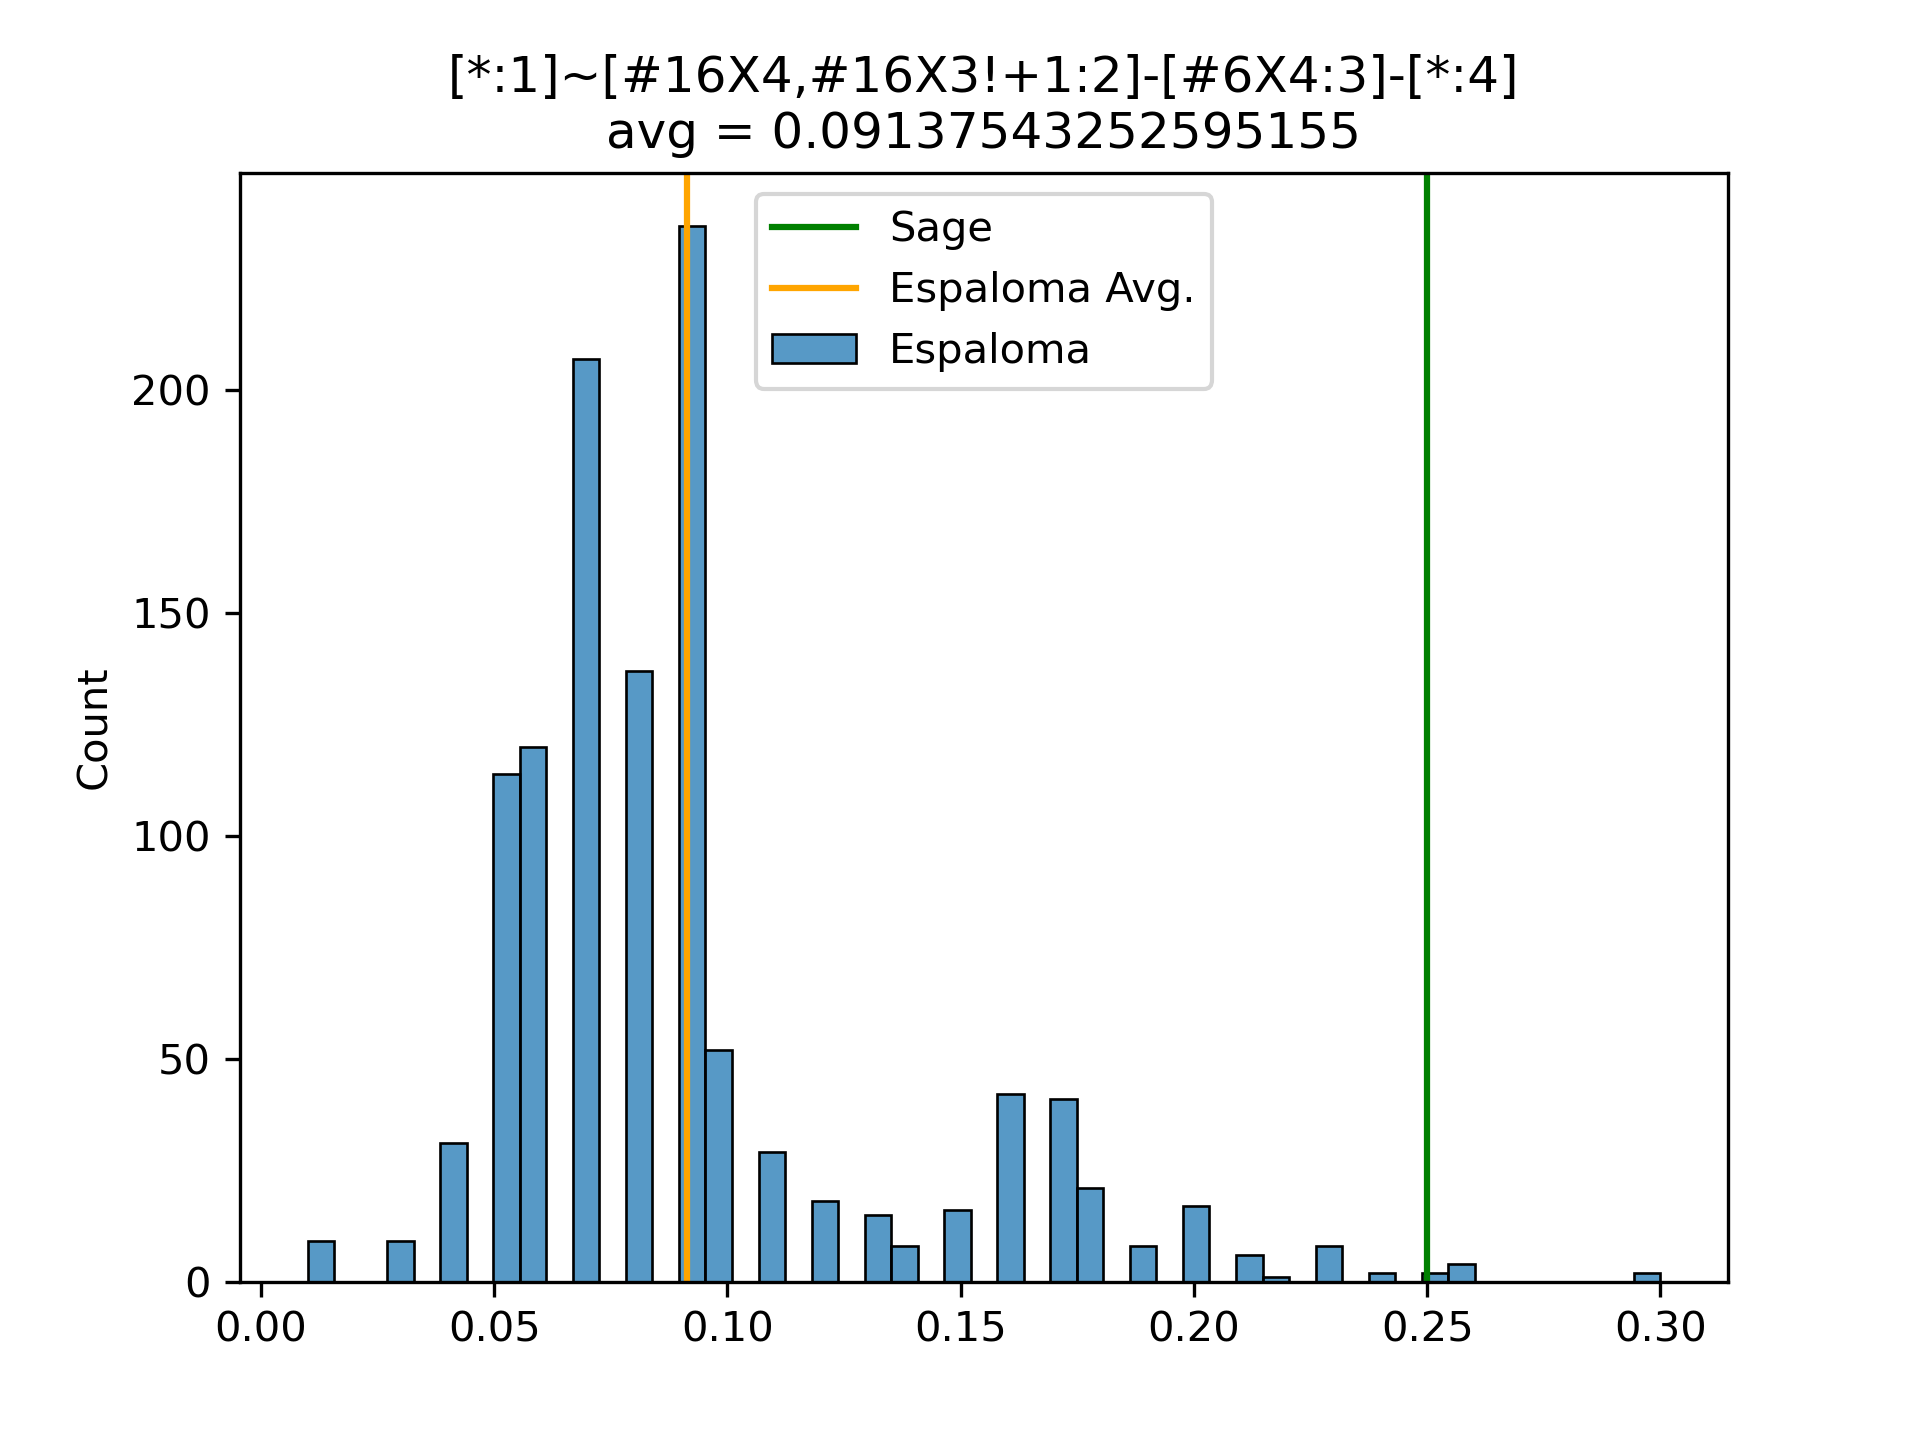 [*:1]~[#16X4,#16X3!+1:2]-[#6X4:3]-[*:4]
avg = 0.09137543252595155
Sage
Espaloma Avg.
Espaloma
Count
200
150
100
50
0
0.00 0.05 0.10 0.15 0.20 0.25 0.30